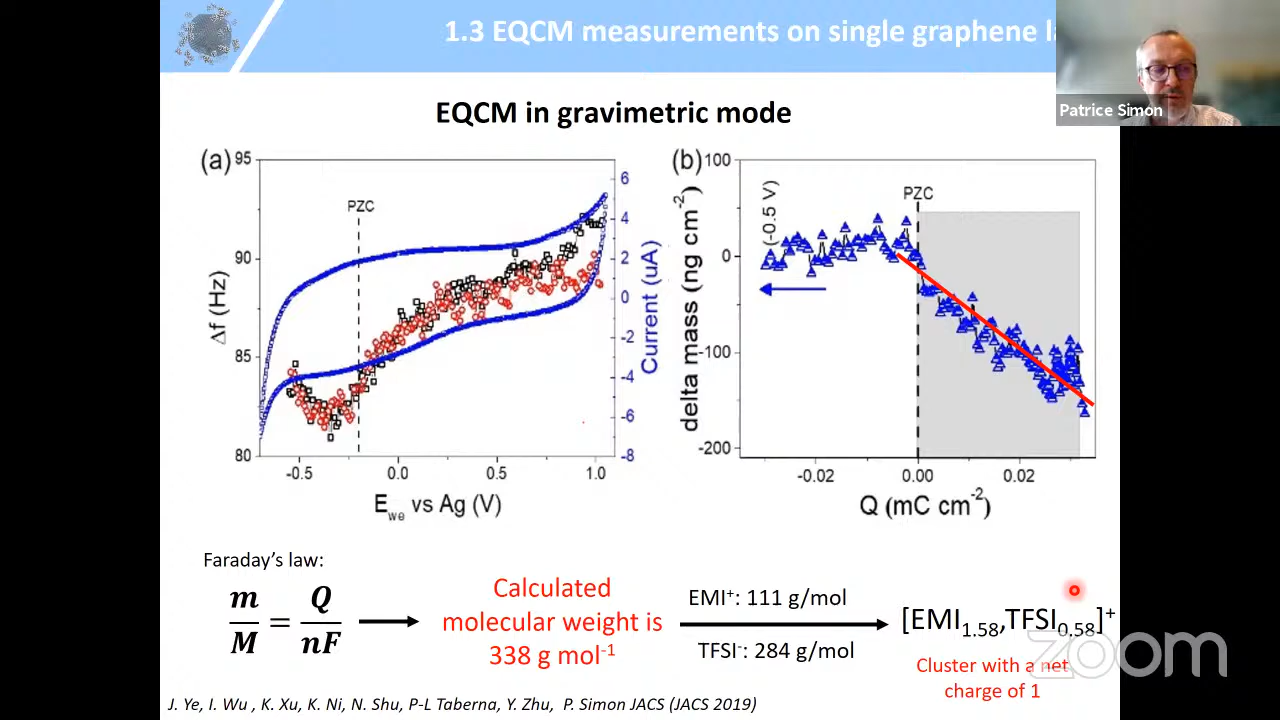 1.3 EQCM measurements on single graphene la
Patrice Simon
EQCM in gravimetric mode
(a)
95
90
85
80
Δf (Hz)
PZC
6
4
2
0
-2
-4
-6
-8
Current (uA)
-0.5 0.0 0.5 1.0
E_we vs Ag (V)
(b)
100
0
-100
-200
delta mass (ng cm⁻²)
(-0.5 V)
PZC
-0.02 0.00 0.02
Q (mC cm⁻²)
Faraday's law:
m/M = Q/nF
Calculated
molecular weight is
338 g mol⁻¹
EMI⁺: 111 g/mol
TFSI⁻: 284 g/mol
[EMI₁.₅₈,TFSI₀.₅₈]⁺
Cluster with a net
charge of 1
zoom
J. Ye, I. Wu , K. Xu, K. Ni, N. Shu, P-L Taberna, Y. Zhu, P. Simon JACS (JACS 2019)